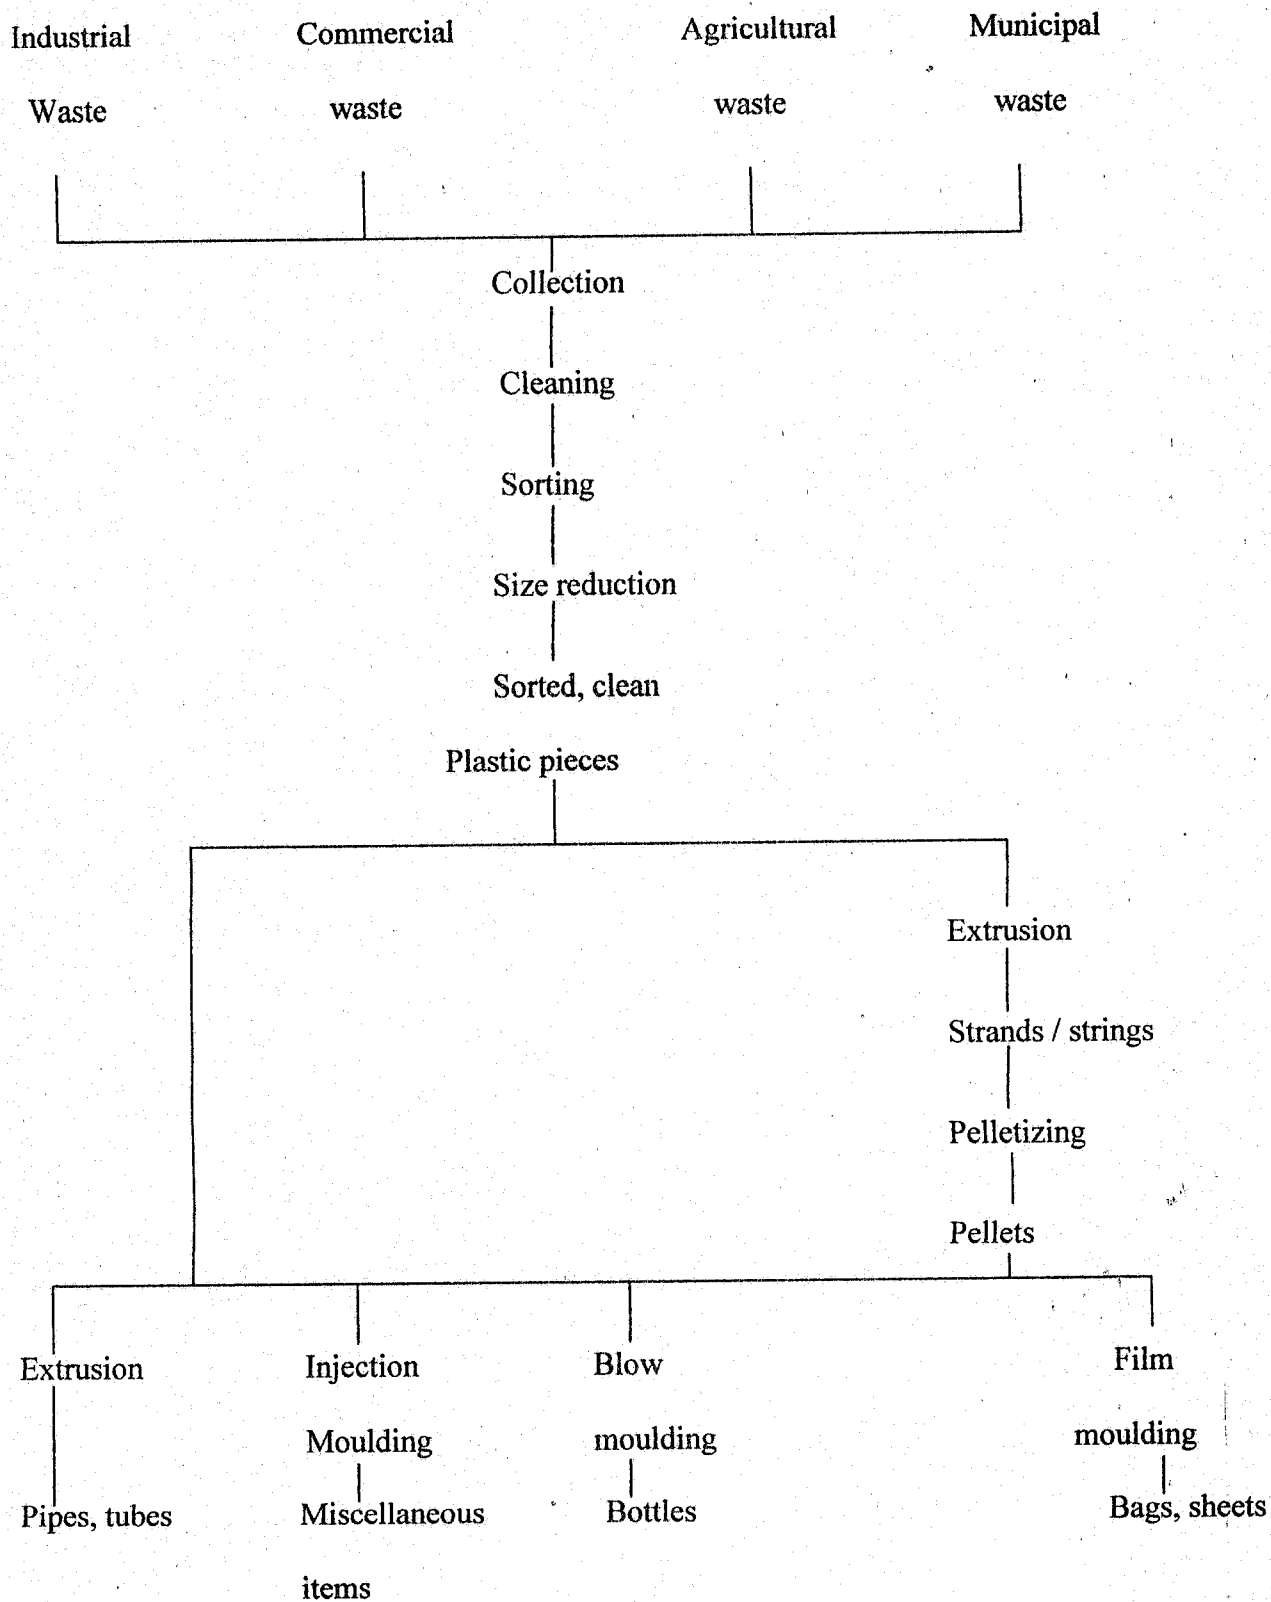 Industrial Commercial Agricultural Municipal
Waste waste waste waste
Collection
Cleaning
Sorting
Size reduction
Sorted, clean
Plastic pieces
Extrusion
Strands / strings
Pelletizing
Pellets
Extrusion Injection Blow Film
Moulding moulding moulding
Pipes, tubes Miscellaneous Bottles Bags, sheets
items